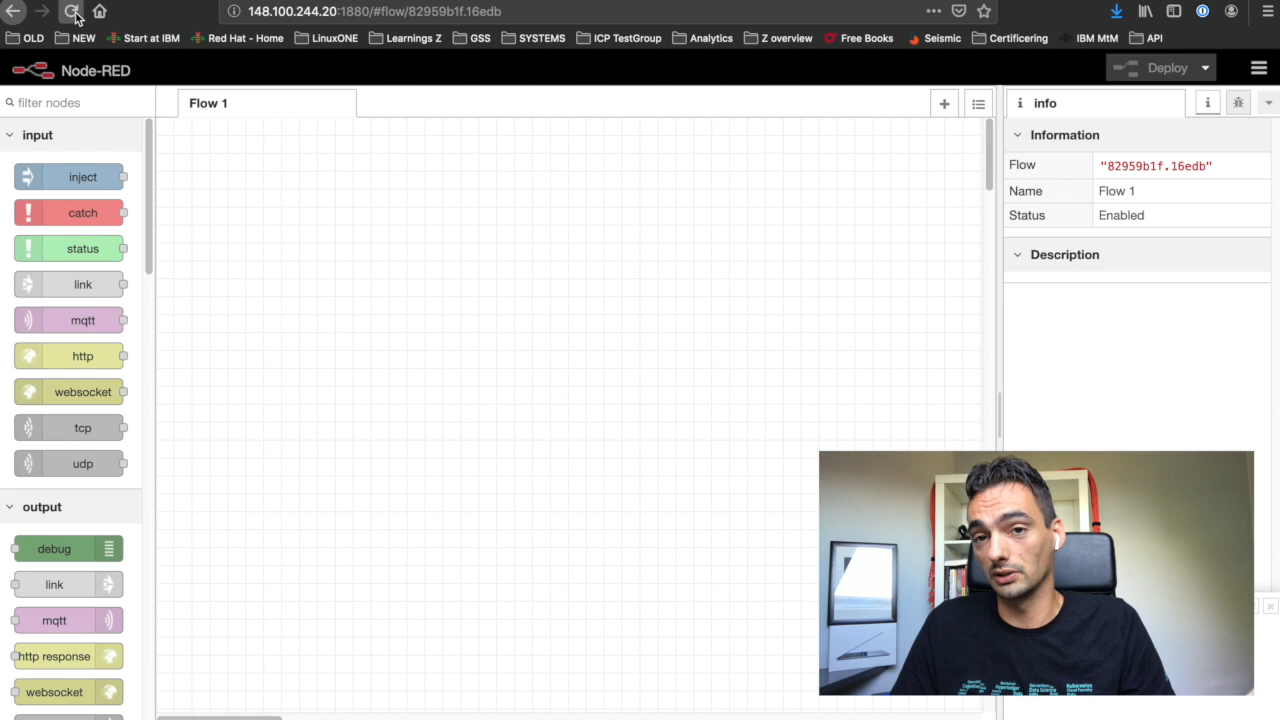 148.100.244.20:1880/#flow/82959b1f.16edb
OLD NEW Start at IBM Red Hat - Home LinuxONE Learnings Z GSS SYSTEMS ICP TestGroup Analytics Z overview Free Books Seismic Certificering IBM MtM API
Node-RED Deploy
filter nodes
Flow 1
info
input
inject
catch
status
link
mqtt
http
websocket
tcp
udp
output
debug
link
mqtt
http response
websocket
Information
Flow "82959b1f.16edb"
Name Flow 1
Status Enabled
Description